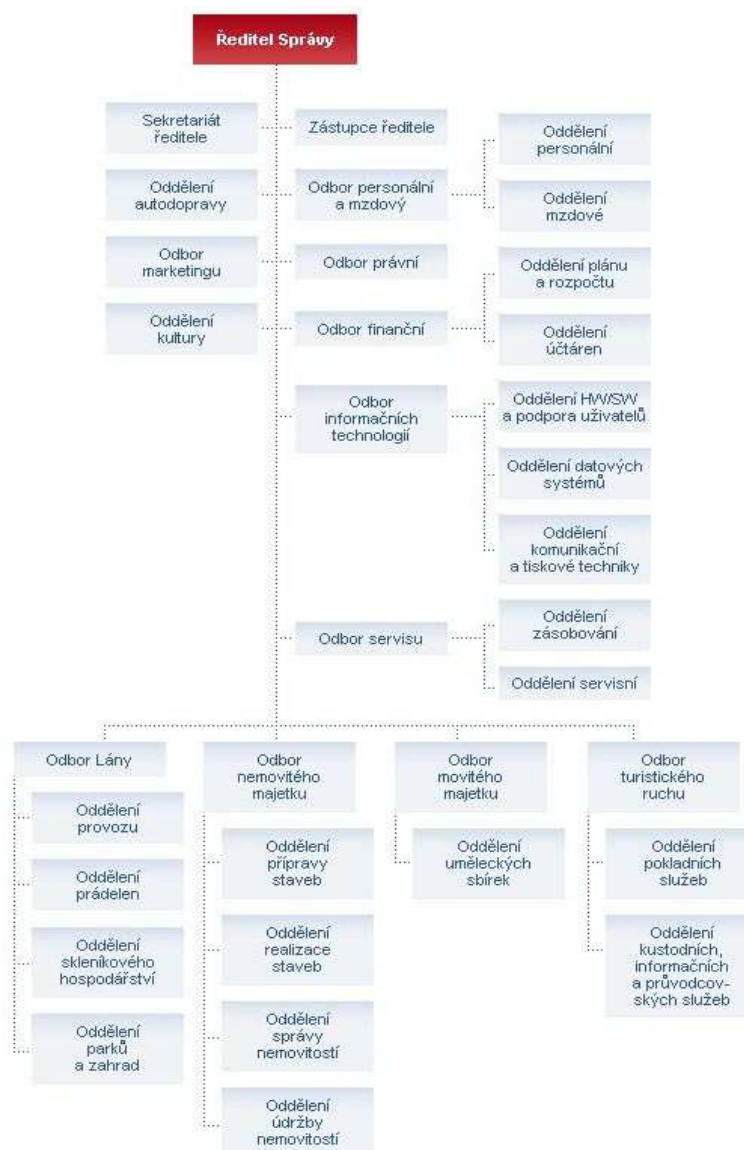 Ředitel Správy
Sekretariát
ředitele
Zástupce ředitele
Oddělení
personální
Oddělení
autodopravy
Odbor personální
a mzdový
Oddělení
mzdové
Odbor
marketingu
Odbor právní
Oddělení plánu
a rozpočtu
Oddělení
kultury
Odbor finanční
Oddělení
účtáren
Odbor
informačních
technologií
Oddělení HW/SW
a podpora uživatelů
Oddělení datových
systémů
Oddělení
komunikační
a tiskové techniky
Odbor servisu
Oddělení
zásobování
Oddělení servisní
Odbor Lány
Oddělení
provozu
Oddělení
prádelen
Oddělení
skleníkového
hospodářství
Oddělení
parků
a zahrad
Odbor
nemovitého
majetku
Oddělení
přípravy
staveb
Oddělení
realizace
staveb
Oddělení
správy
nemovitostí
Oddělení
údržby
nemovitostí
Odbor
movitého
majetku
Oddělení
uměleckých
sbírek
Odbor
turistického
ruchu
Oddělení
pokladních
služeb
Oddělení
kustodních,
informačních
a průvodcov-
ských služeb